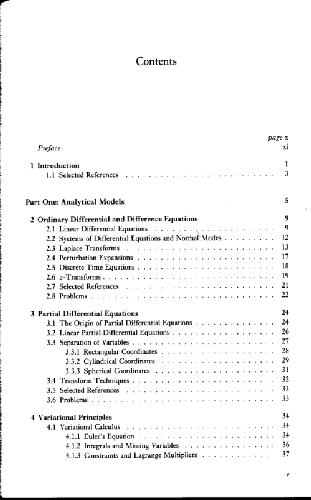 Contents
page x
Preface xi
1 Introduction 1
1.1 Selected References . . . . . . . . . . . . . . . . . . . . 3
Part One: Analytical Models 5
2 Ordinary Differential and Difference Equations 9
2.1 Linear Differential Equations . . . . . . . . . . . . . . . 9
2.2 Systems of Differential Equations and Normal Modes . . . . . . . . 12
2.3 Laplace Transforms . . . . . . . . . . . . . . . . . . . . 13
2.4 Perturbation Expansions . . . . . . . . . . . . . . . . . . 17
2.5 Discrete Time Equations . . . . . . . . . . . . . . . . . . 18
2.6 z-Transforms . . . . . . . . . . . . . . . . . . . . . . . 19
2.7 Selected References . . . . . . . . . . . . . . . . . . . . 21
2.8 Problems . . . . . . . . . . . . . . . . . . . . . . . . . 22
3 Partial Differential Equations 24
3.1 The Origin of Partial Differential Equations . . . . . . . . . . . . 24
3.2 Linear Partial Differential Equations . . . . . . . . . . . . . . 26
3.3 Separation of Variables . . . . . . . . . . . . . . . . . . . 27
3.3.1 Rectangular Coordinates . . . . . . . . . . . . . . . . 28
3.3.2 Cylindrical Coordinates . . . . . . . . . . . . . . . . 29
3.3.3 Spherical Coordinates . . . . . . . . . . . . . . . . . 31
3.4 Transform Techniques . . . . . . . . . . . . . . . . . . . 32
3.5 Selected References . . . . . . . . . . . . . . . . . . . . 33
3.6 Problems . . . . . . . . . . . . . . . . . . . . . . . . . 33
4 Variational Principles 34
4.1 Variational Calculus . . . . . . . . . . . . . . . . . . . . 34
4.1.1 Euler's Equation . . . . . . . . . . . . . . . . . . . 34
4.1.2 Integrals and Missing Variables . . . . . . . . . . . . . 36
4.1.3 Constraints and Lagrange Multipliers . . . . . . . . . . . 37
v